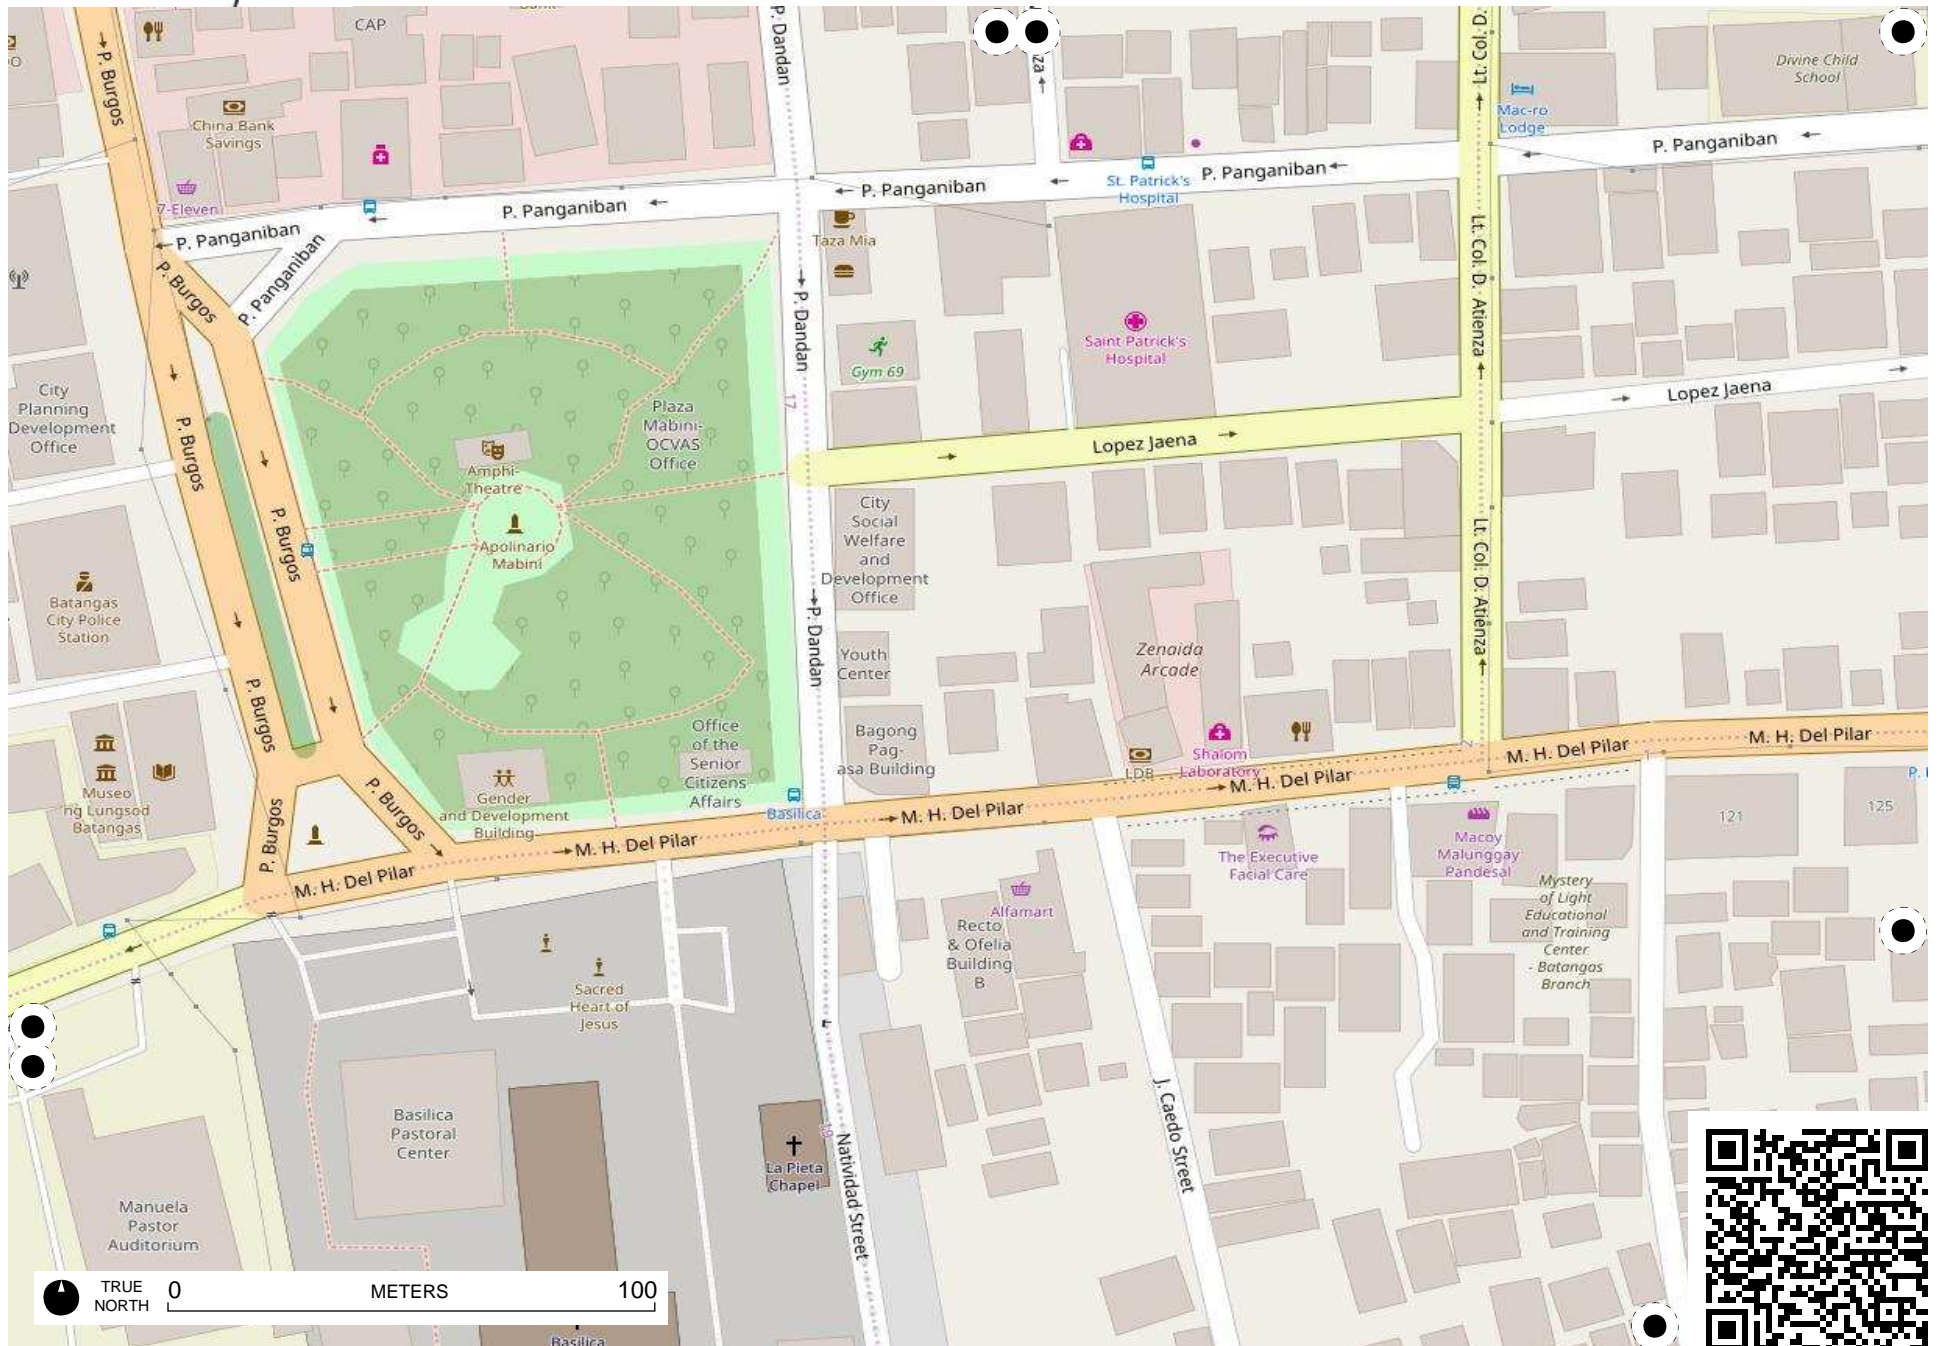 CAP
P. Burgos
P. Dandan
Lt. Col. D.
Divine Child
School
China Bank
Savings
Mac-ro
Lodge
7-Eleven
P. Panganiban
P. Panganiban
St. Patrick's
Hospital
P. Panganiban
P. Panganiban
P. Panganiban
P. Panganiban
Taza Mia
P. Burgos
P. Dandan
Lt. Col. D. Atienza
Saint Patrick's
Hospital
Gym 69
City
Planning
Development
Office
17
Plaza
Mabini-
OCVAS
Office
Lopez Jaena
Lopez Jaena
P. Burgos
Amphi-
Theatre
Apolinario
Mabini
P. Burgos
City
Social
Welfare
and
Development
Office
Lt. Col. D. Atienza
Batangas
City Police
Station
P. Dandan
Youth
Center
Zenaida
Arcade
P. Burgos
Office
of the
Senior
Citizens
Affairs
Bagong
Pag-
asa Building
LDB
Shalom
Laboratory
M. H. Del Pilar
M. H. Del Pilar
M. H. Del Pilar
M. H. Del Pilar
M. H. Del Pilar
M. H. Del Pilar
Museo
ng Lungsod
Batangas
P. Burgos
P. Burgos
Gender
and Development
Building
Basilica
121
125
The Executive
Facial Care
Macoy
Malunggay
Pandesal
Mystery
of Light
Educational
and Training
Center
- Batangas
Branch
Alfamart
Recto
& Ofelia
Building
B
Sacred
Heart of
Jesus
Basilica
Pastoral
Center
La Pieta
Chapel
19
Natividad Street
J. Caedo Street
Manuela
Pastor
Auditorium
TRUE
NORTH
0 METERS 100
Basilica